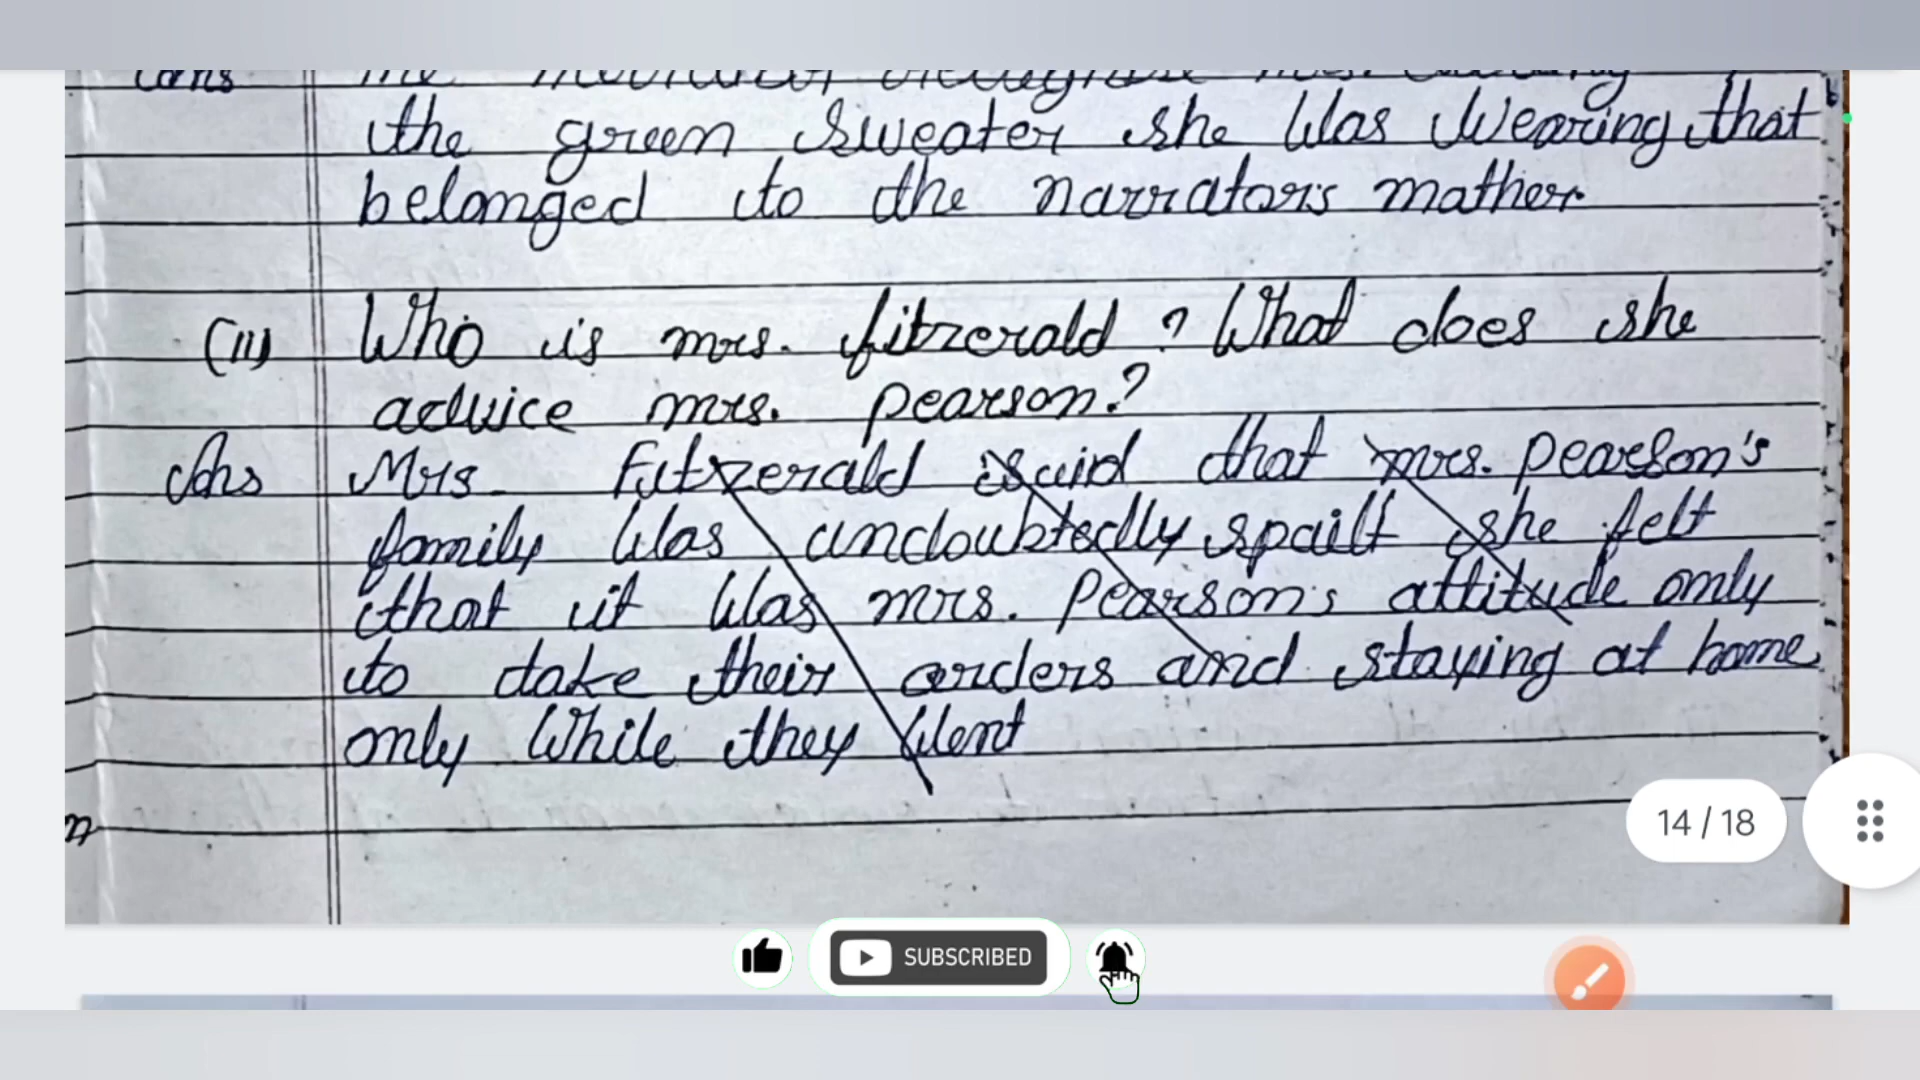 Ans
the green sweater she was wearing that
belonged to the narrator's mather.
(ii) Who is mrs. fitzerald ? What does she
advice mrs. pearson?
Ans Mrs. Fitzerald said that mrs. pearson's
family was undoubtedly spailt she felt
that it was mrs. Pearson's attitude only
to take their orders and staying at home
only while they went
14 / 18
SUBSCRIBED